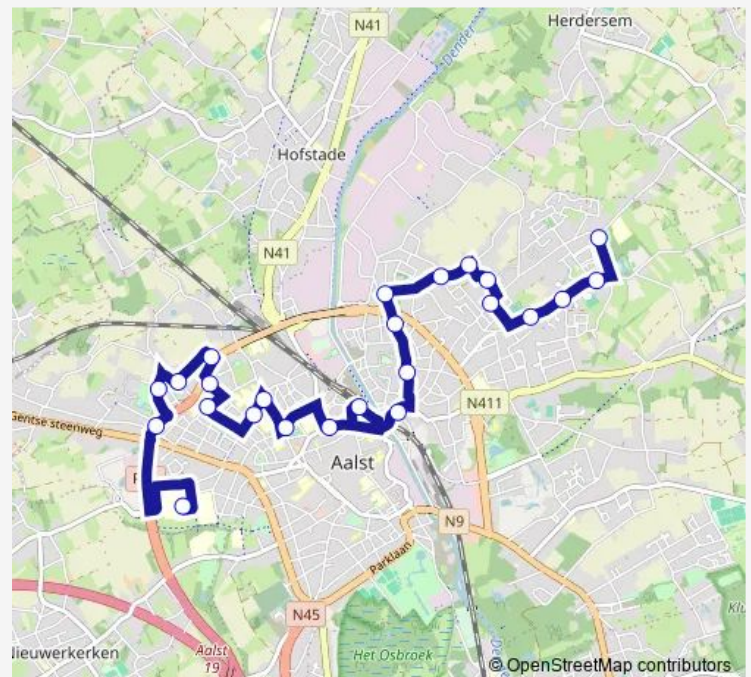 Herdersem
N41
Dender
Hofstade
N41
N411
Gentse steenweg
Aalst
N9
Parklaan
N45
Nieuwerkerken
Aalst
19
Het Osbroek
© OpenStreetMap contributors